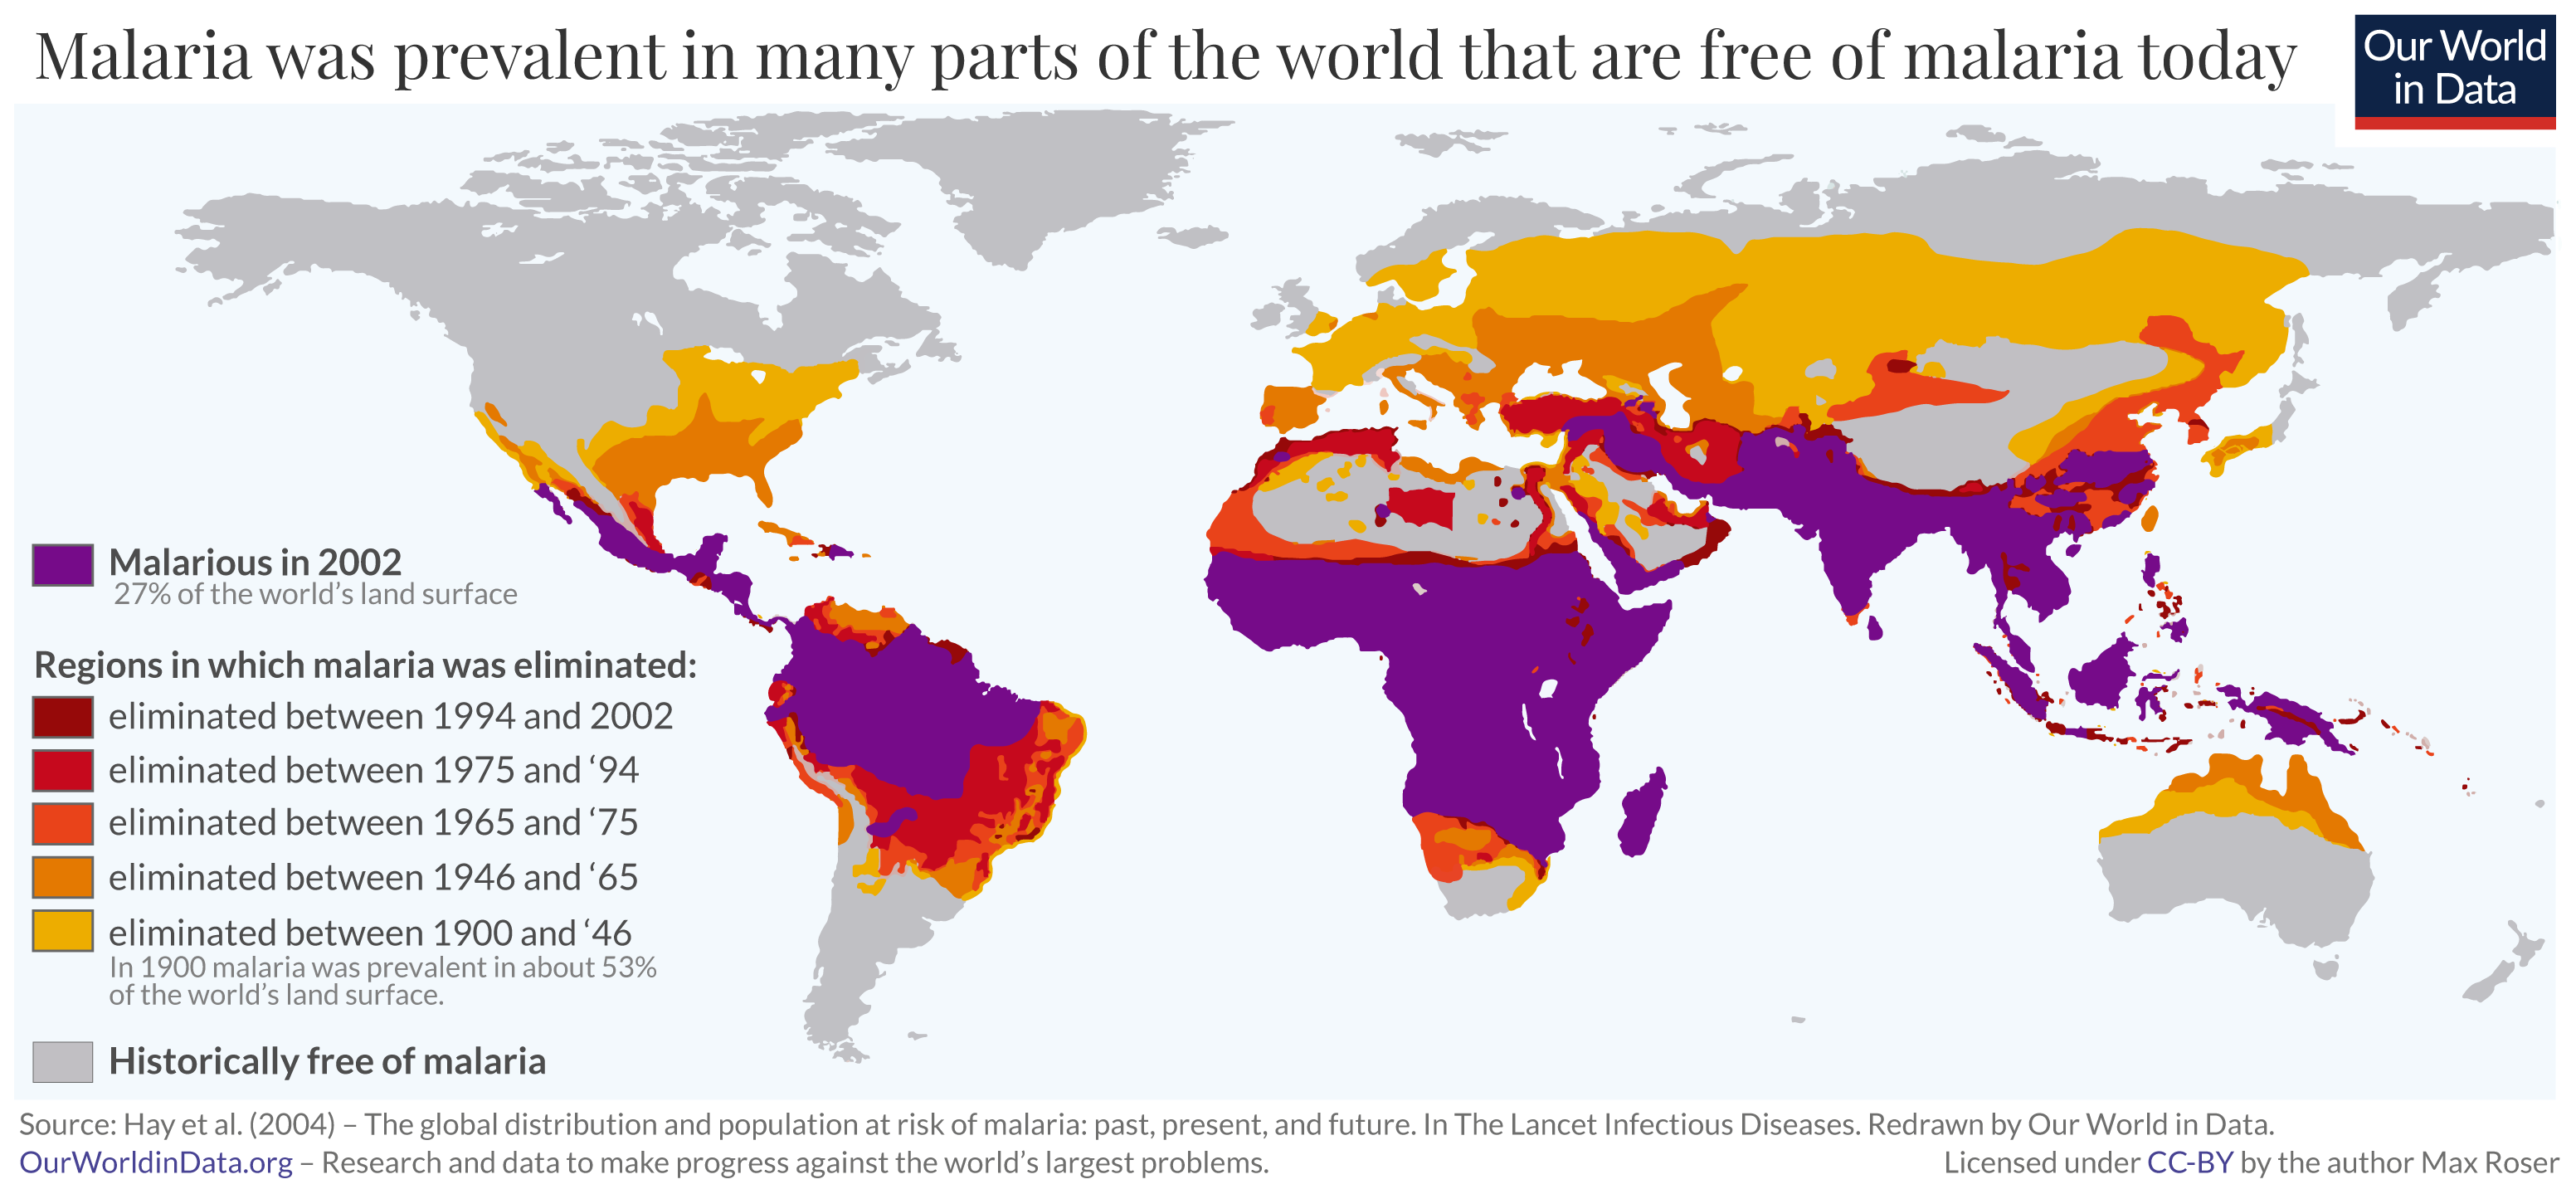 Malaria was prevalent in many parts of the world that are free of malaria today
Our World
in Data
Malarious in 2002
27% of the world's land surface
Regions in which malaria was eliminated:
eliminated between 1994 and 2002
eliminated between 1975 and ‘94
eliminated between 1965 and ‘75
eliminated between 1946 and ‘65
eliminated between 1900 and ‘46
In 1900 malaria was prevalent in about 53%
of the world's land surface.
Historically free of malaria
Source: Hay et al. (2004) – The global distribution and population at risk of malaria: past, present, and future. In The Lancet Infectious Diseases. Redrawn by Our World in Data.
OurWorldinData.org – Research and data to make progress against the world's largest problems.
Licensed under CC-BY by the author Max Roser